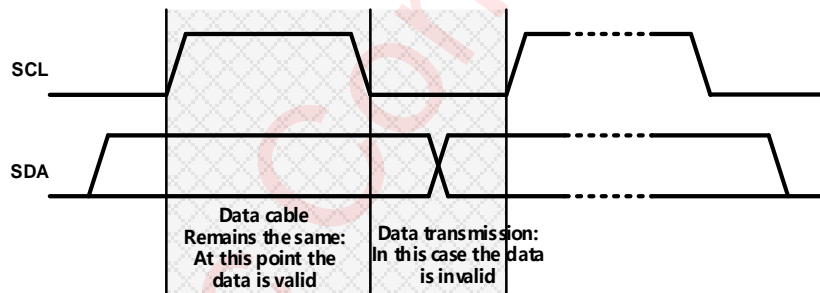 SCL
SDA
Data cable
Remains the same:
At this point the
data is valid
Data transmission:
In this case the data
is invalid